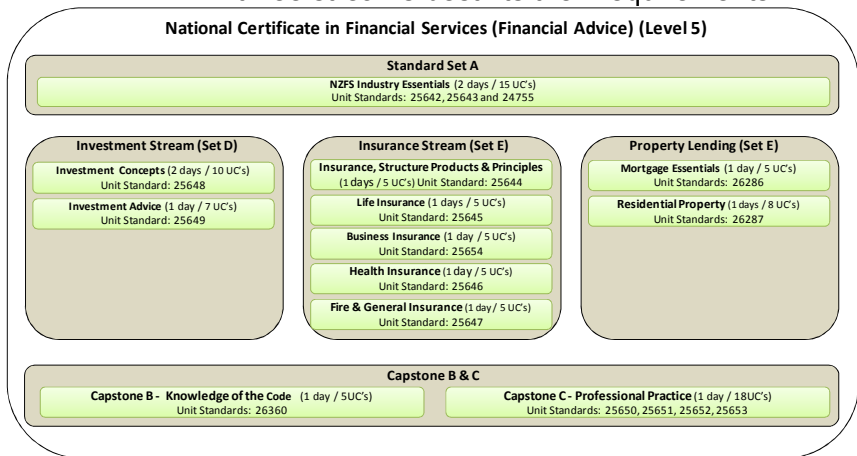 National Certificate in Financial Services (Financial Advice) (Level 5)
Standard Set A
NZFS Industry Essentials (2 days / 15 UC's)
Unit Standards: 25642, 25643 and 24755
Investment Stream (Set D)
Investment Concepts (2 days / 10 UC's)
Unit Standard: 25648
Investment Advice (1 day / 7 UC's)
Unit Standard: 25649
Insurance Stream (Set E)
Insurance, Structure Products & Principles
(1 days / 5 UC's) Unit Standard: 25644
Life Insurance (1 days / 5 UC's)
Unit Standard: 25645
Business Insurance (1 day / 5 UC's)
Unit Standard: 25654
Health Insurance (1 day / 5 UC's)
Unit Standard: 25646
Fire & General Insurance (1 day / 5 UC's)
Unit Standard: 25647
Property Lending (Set E)
Mortgage Essentials (1 day / 5 UC's)
Unit Standards: 26286
Residential Property (1 days / 8 UC's)
Unit Standards: 26287
Capstone B & C
Capstone B - Knowledge of the Code (1 day / 5UC's)
Unit Standards: 26360
Capstone C - Professional Practice (1 day / 18UC's)
Unit Standards: 25650, 25651, 25652, 25653